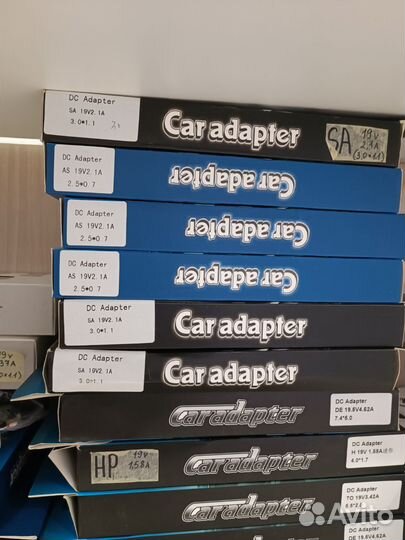 DC Adapter
SA 19V2.1A
3.0*1.1
Car adapter
SA
19v
2,1A
(3.0×1.1)
DC Adapter
AS 19V2.1A
2.5*0.7
Car adapter
DC Adapter
AS 19V2.1A
2.5*0.7
Car adapter
DC Adapter
AS 19V2.1A
2.5*0.7
Car adapter
DC Adapter
SA 19V2.1A
3.0*1.1
Car adapter
DC Adapter
SA 19V2.1A
3.0*1.1
Car adapter
Car adapter
DC Adapter
DE 19.5V4.62A
7.4*5.0
HP
19v
1,58A
Car adapter
DC Adapter
H 19V 1.58A
4.0*1.7
Car adapter
DC Adapter
TO 19V3.42A
Car adapter
DC Adapter
Avito